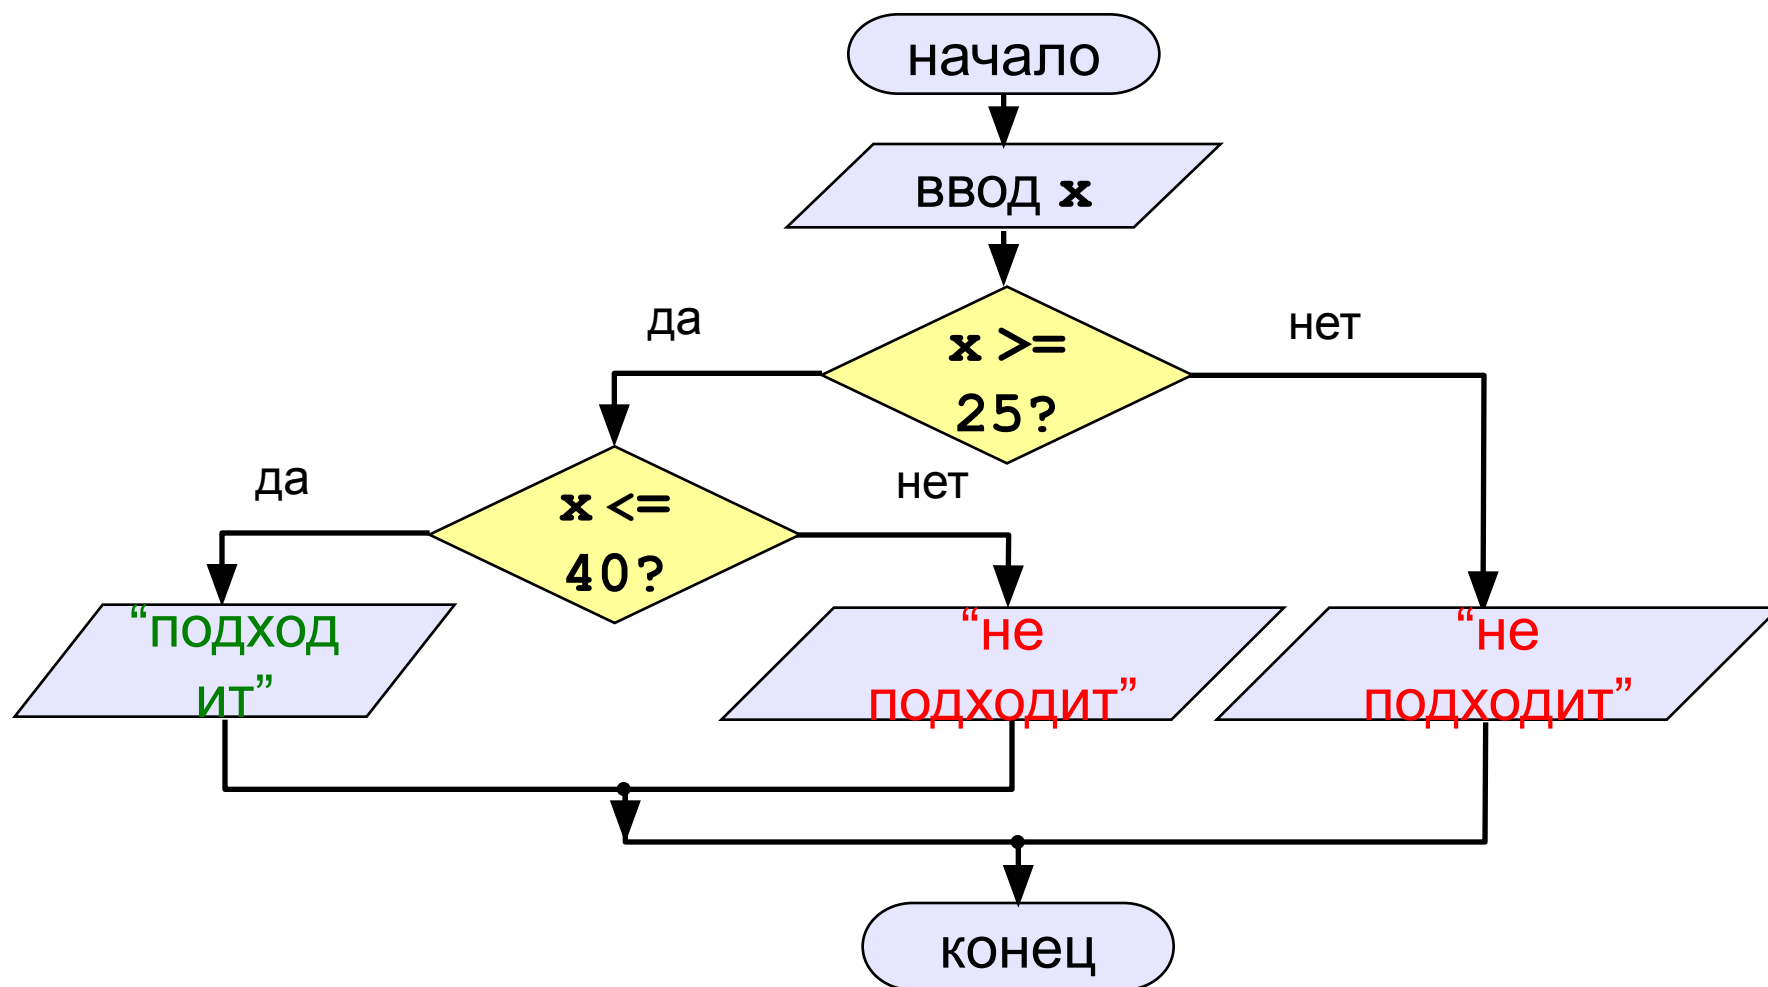 начало
ввод x
да
нет
x >=
25?
да
нет
x <=
40?
“подход
ит”
“не
подходит”
“не
подходит”
конец